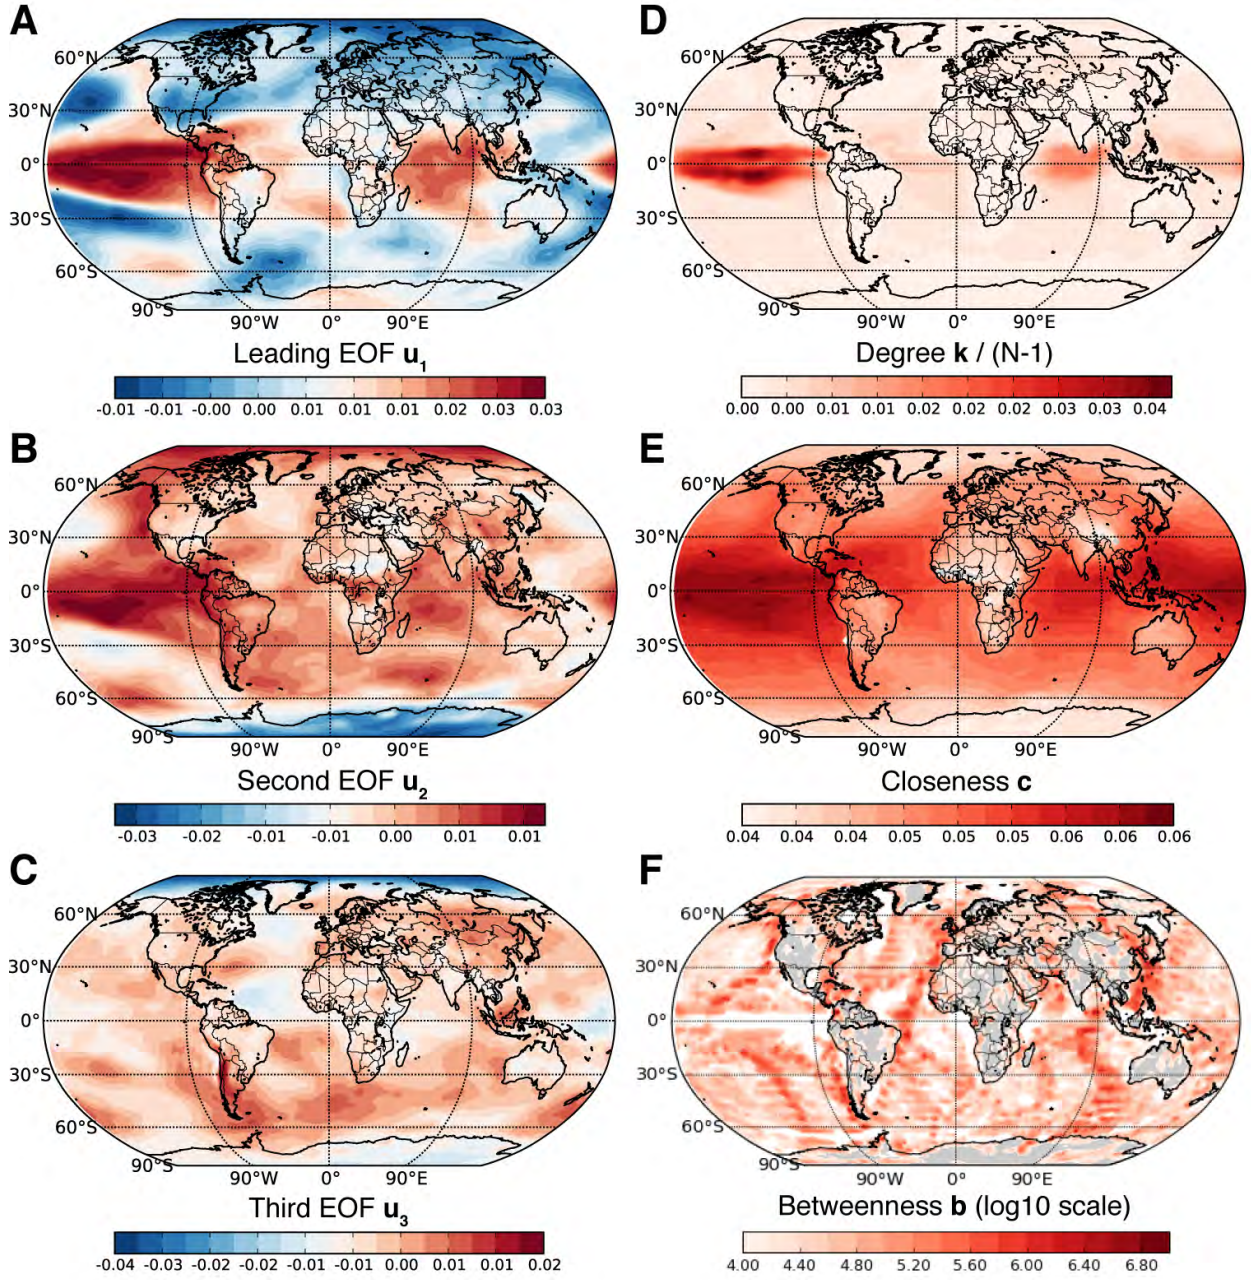 A
60°N
30°N
0°
30°S
60°S
90°S
90°W 0° 90°E
Leading EOF u1
-0.01 -0.01 -0.00 0.00 0.01 0.01 0.01 0.02 0.03 0.03
D
60°N
30°N
0°
30°S
60°S
90°S
90°W 0° 90°E
Degree k / (N-1)
0.00 0.00 0.01 0.01 0.02 0.02 0.02 0.03 0.03 0.04
B
60°N
30°N
0°
30°S
60°S
90°S
90°W 0° 90°E
Second EOF u2
-0.03 -0.02 -0.01 -0.01 0.00 0.01 0.01
E
60°N
30°N
0°
30°S
60°S
90°S
90°W 0° 90°E
Closeness c
0.04 0.04 0.04 0.05 0.05 0.05 0.06 0.06 0.06
C
60°N
30°N
0°
30°S
60°S
90°S
90°W 0° 90°E
Third EOF u3
-0.04 -0.03 -0.02 -0.02 -0.01 -0.01 0.00 0.01 0.02
F
60°N
30°N
0°
30°S
60°S
90°S
90°W 0° 90°E
Betweenness b (log10 scale)
4.00 4.40 4.80 5.20 5.60 6.00 6.40 6.80